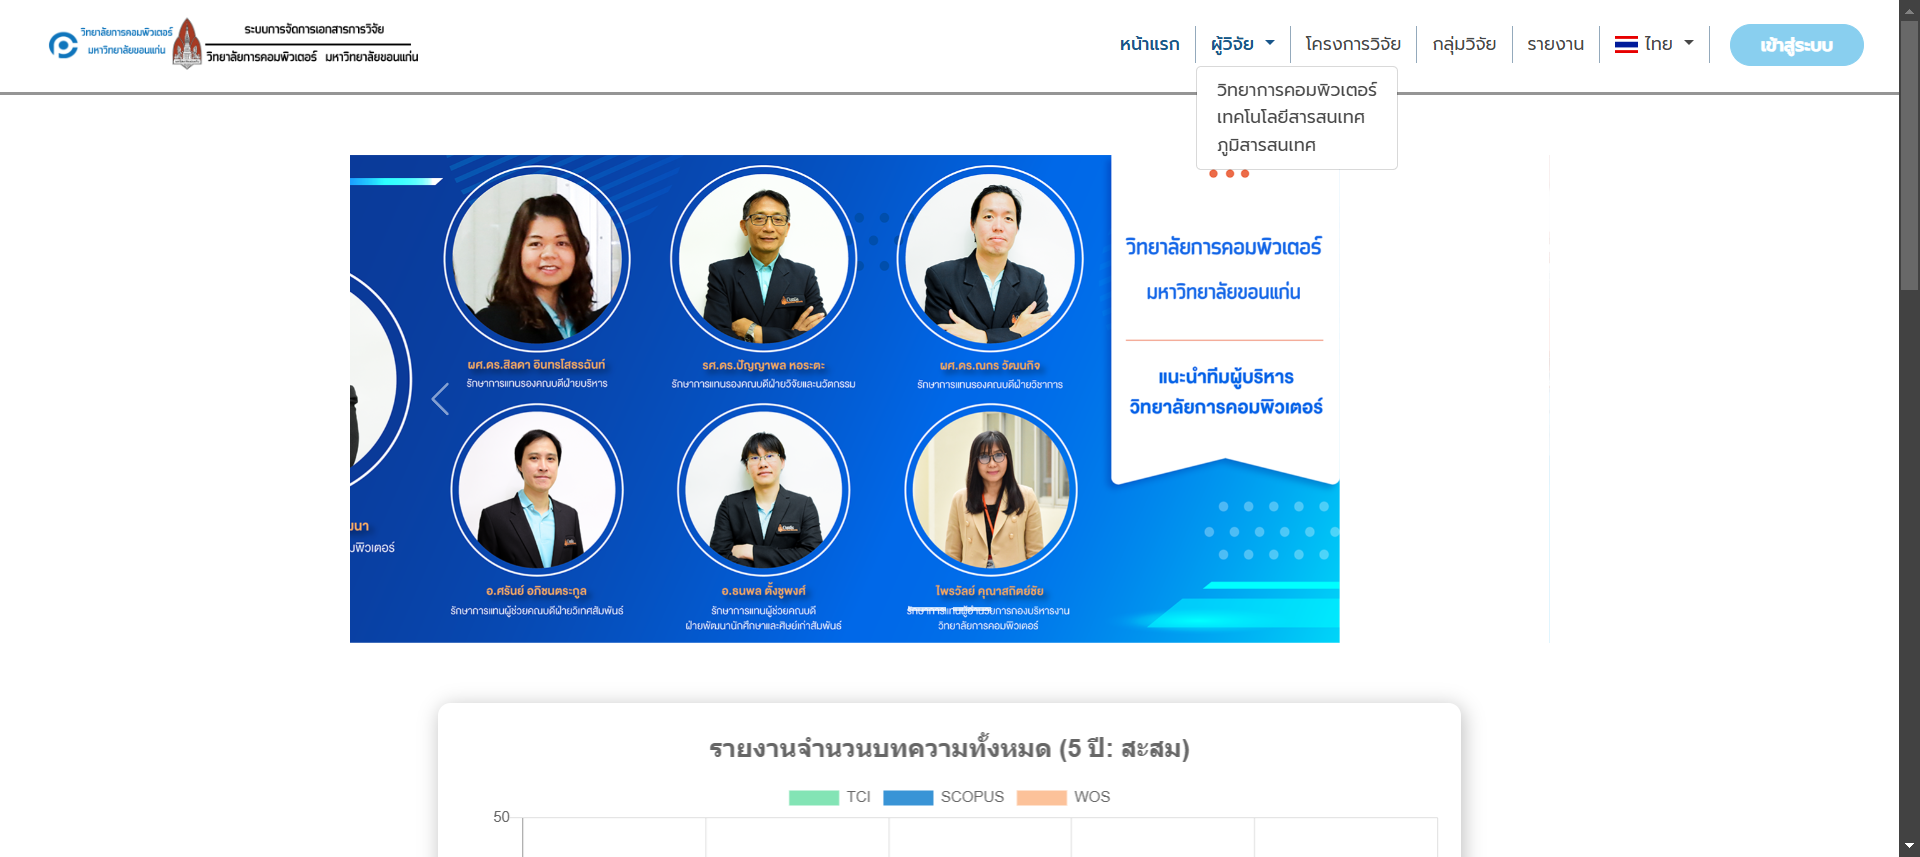 วิทยาลัยการคอมพิวเตอร์
มหาวิทยาลัยขอนแก่น
ระบบการจัดการเอกสารการวิจัย
วิทยาลัยการคอมพิวเตอร์ มหาวิทยาลัยขอนแก่น
หน้าแรก
ผู้วิจัย
โครงการวิจัย
กลุ่มวิจัย
รายงาน
ไทย
เข้าสู่ระบบ
วิทยาการคอมพิวเตอร์
เทคโนโลยีสารสนเทศ
ภูมิสารสนเทศ
วิทยาลัยการคอมพิวเตอร์
มหาวิทยาลัยขอนแก่น
แนะนำทีมผู้บริหาร
วิทยาลัยการคอมพิวเตอร์
ผศ.ดร.สิลดา อินทรโสธรฉันท์
รักษาการแทนรองคณบดีฝ่ายบริหาร
รศ.ดร.ปัญญาพล หอระตะ
รักษาการแทนรองคณบดีฝ่ายวิจัยและนวัตกรรม
ผศ.ดร.ณกร วัฒนกิจ
รักษาการแทนรองคณบดีฝ่ายวิชาการ
อ.ศรันย์ อภิชนตระกูล
รักษาการแทนผู้ช่วยคณบดีฝ่ายวิเทศสัมพันธ์
อ.ธนพล ตั้งชูพงศ์
รักษาการแทนผู้ช่วยคณบดี
ฝ่ายพัฒนานักศึกษาและศิษย์เก่าสัมพันธ์
ไพรวัลย์ คุณาสถิตย์ชัย
รักษาการแทนผู้อำนวยการกองบริหารงาน
วิทยาลัยการคอมพิวเตอร์
รายงานจำนวนบทความทั้งหมด (5 ปี: สะสม)
TCI
SCOPUS
WOS
50